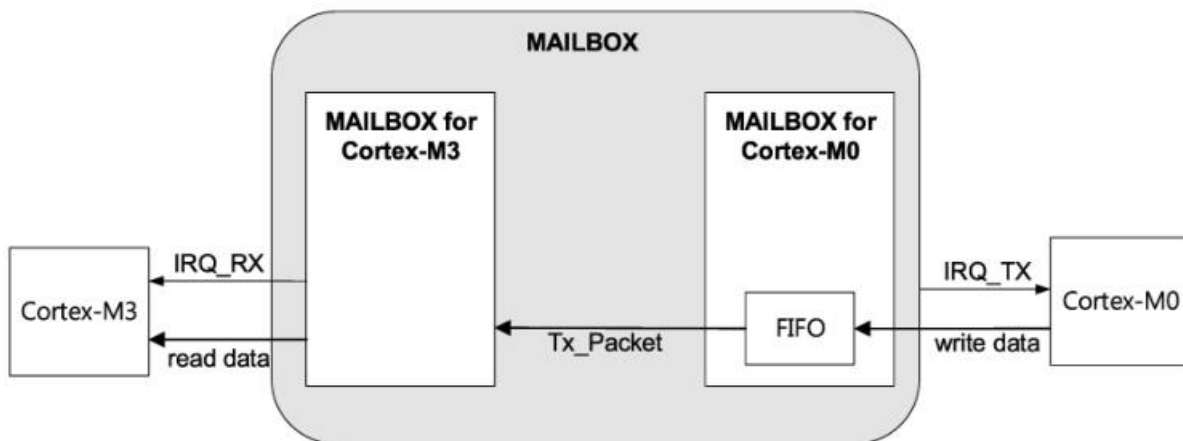 MAILBOX
MAILBOX for
Cortex-M3
MAILBOX for
Cortex-M0
IRQ_RX
Cortex-M3
read data
Tx_Packet
FIFO
IRQ_TX
Cortex-M0
write data